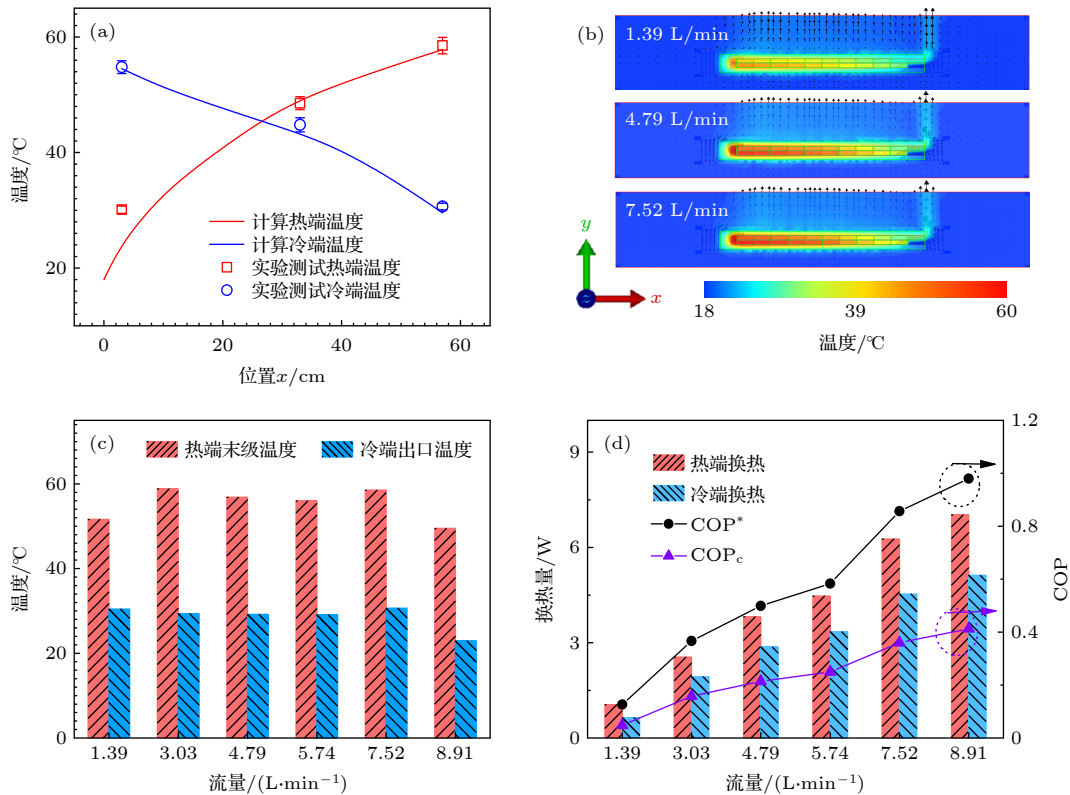 (a)
60
40
20
温度/℃
计算热端温度
计算冷端温度
实验测试热端温度
实验测试冷端温度
0
20
40
60
位置x/cm
(b)
1.39 L/min
4.79 L/min
7.52 L/min
y
z
x
18
39
60
温度/℃
(c)
热端末级温度
冷端出口温度
60
40
20
0
温度/℃
1.39
3.03
4.79
5.74
7.52
8.91
流量/(L·min⁻¹)
(d)
热端换热
冷端换热
COP*
COPc
9
6
3
0
换热量/W
1.2
0.8
0.4
0
COP
1.39
3.03
4.79
5.74
7.52
8.91
流量/(L·min⁻¹)